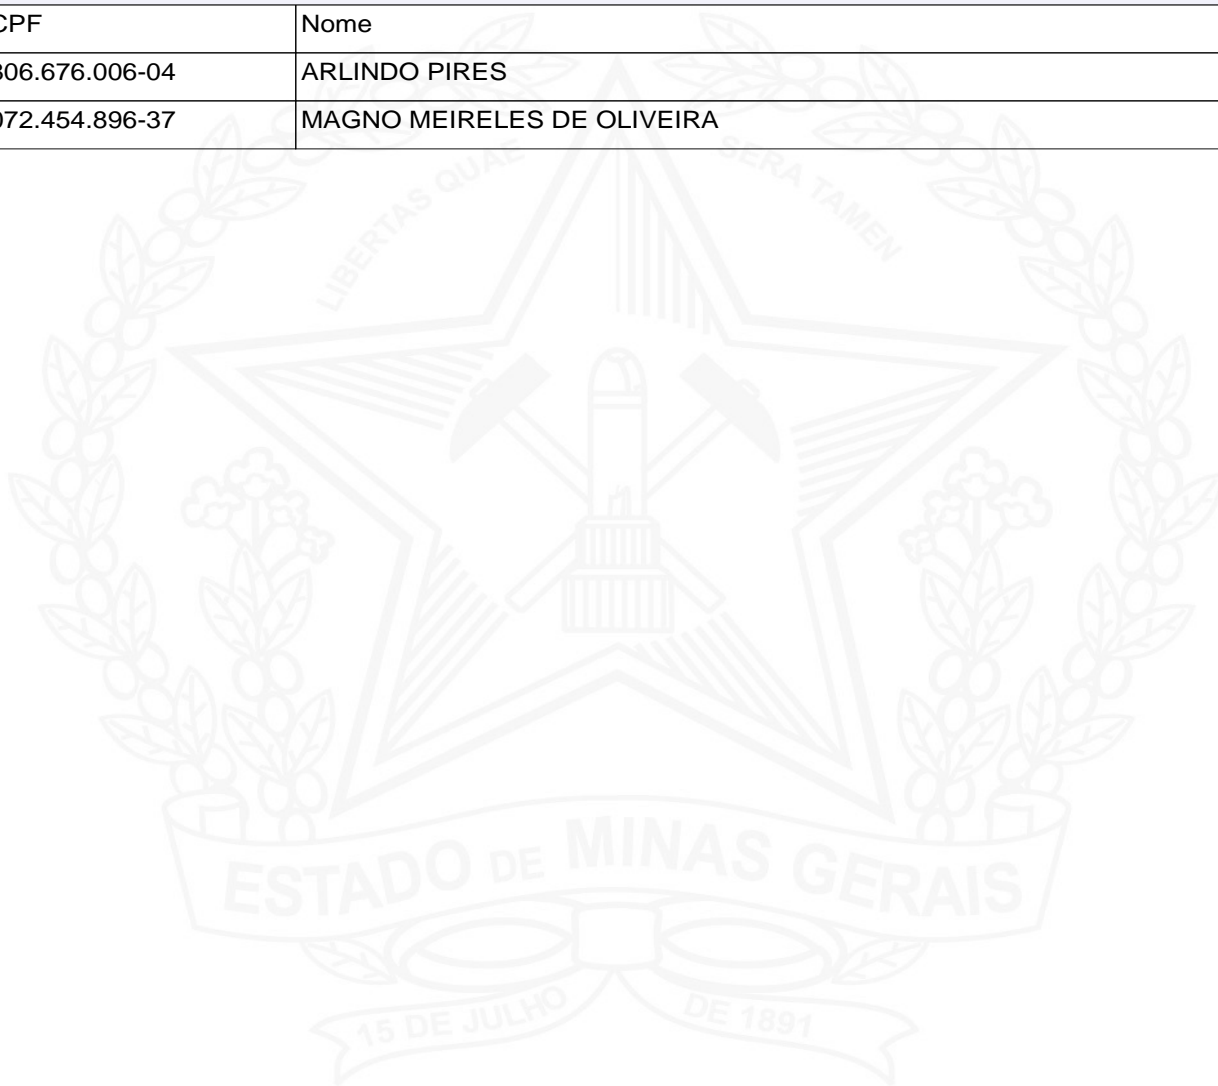 CPF Nome
806.676.006-04 ARLINDO PIRES
072.454.896-37 MAGNO MEIRELES DE OLIVEIRA
LIBERTAS QUAE SERA TAMEN
ESTADO DE MINAS GERAIS
15 DE JULHO DE 1891